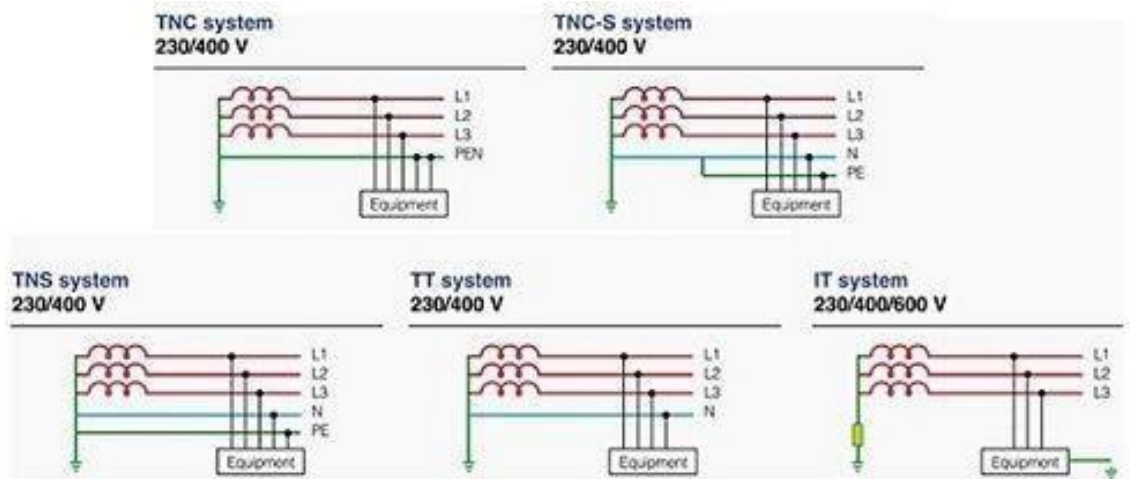 TNC system
230/400 V
L1
L2
L3
PEN
Equipment
TNC-S system
230/400 V
L1
L2
L3
N
PE
Equipment
TNS system
230/400 V
L1
L2
L3
N
PE
Equipment
TT system
230/400 V
L1
L2
L3
N
Equipment
IT system
230/400/600 V
L1
L2
L3
Equipment